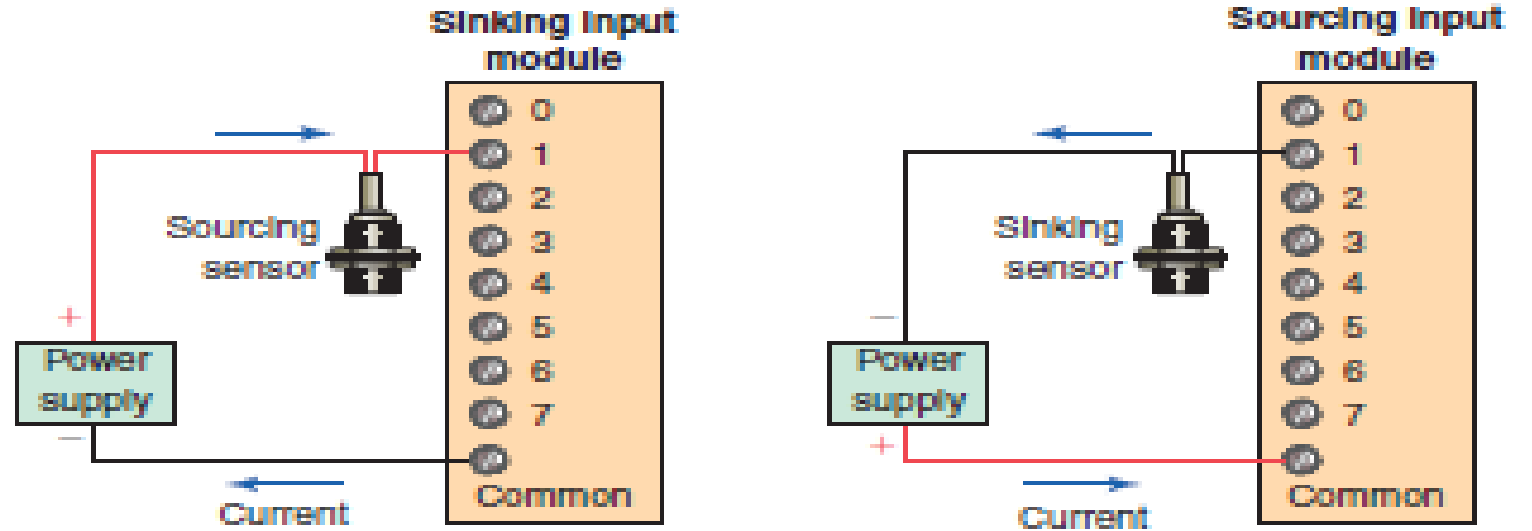 Sinking input
module
0
1
2
3
4
5
6
7
Common
Sourcing
sensor
+
Power
supply
−
Current
Sourcing input
module
0
1
2
3
4
5
6
7
Common
Sinking
sensor
−
Power
supply
+
Current